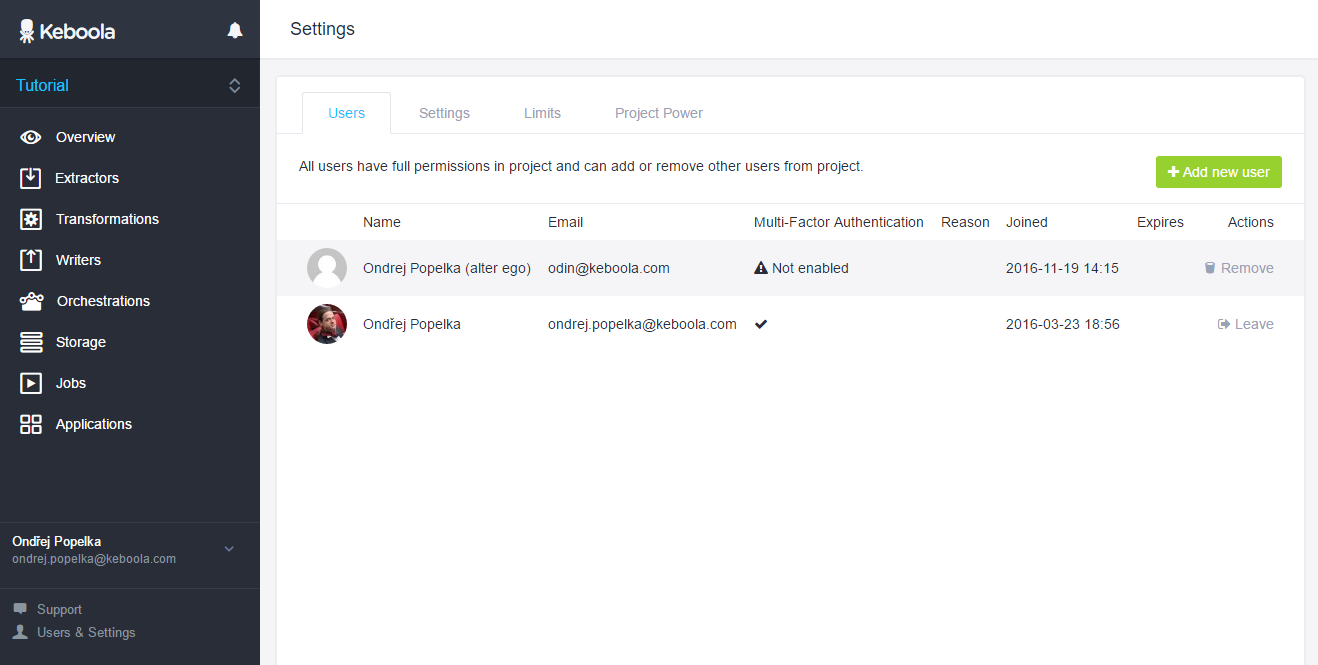 Keboola
Settings
Tutorial
Overview
Extractors
Transformations
Writers
Orchestrations
Storage
Jobs
Applications
Ondřej Popelka
ondrej.popelka@keboola.com
Support
Users & Settings
Users Settings Limits Project Power
All users have full permissions in project and can add or remove other users from project.
Add new user
Name Email Multi-Factor Authentication Reason Joined Expires Actions
Ondrej Popelka (alter ego) odin@keboola.com Not enabled 2016-11-19 14:15 Remove
Ondřej Popelka ondrej.popelka@keboola.com 2016-03-23 18:56 Leave